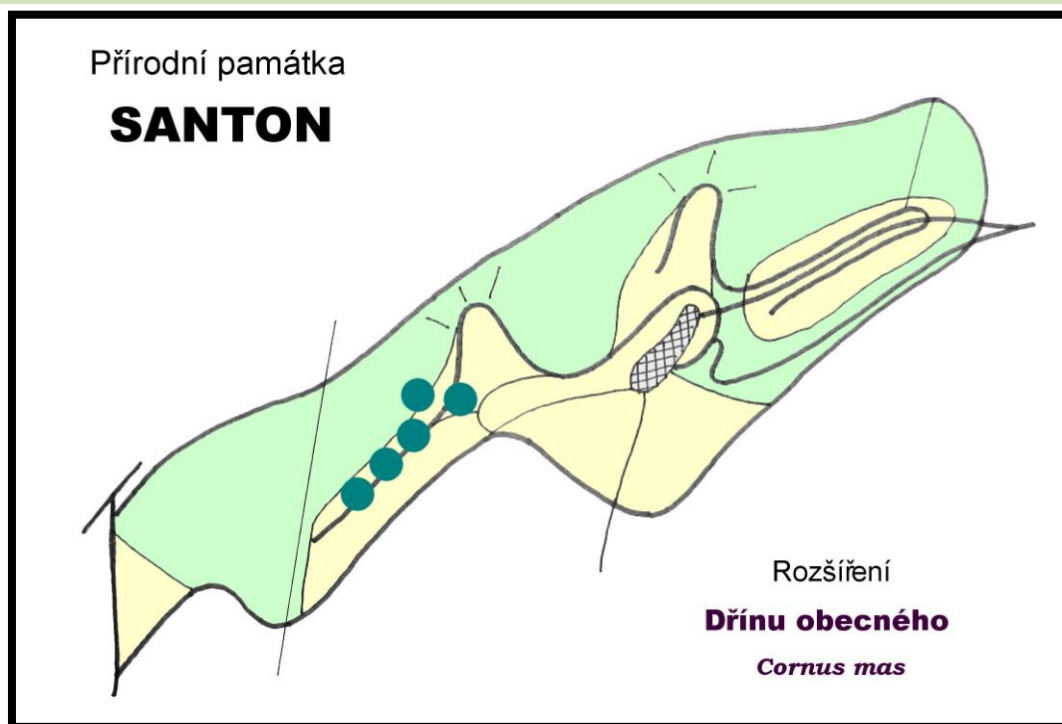 Přírodní památka
SANTON
Rozšíření
Dřínu obecného
Cornus mas